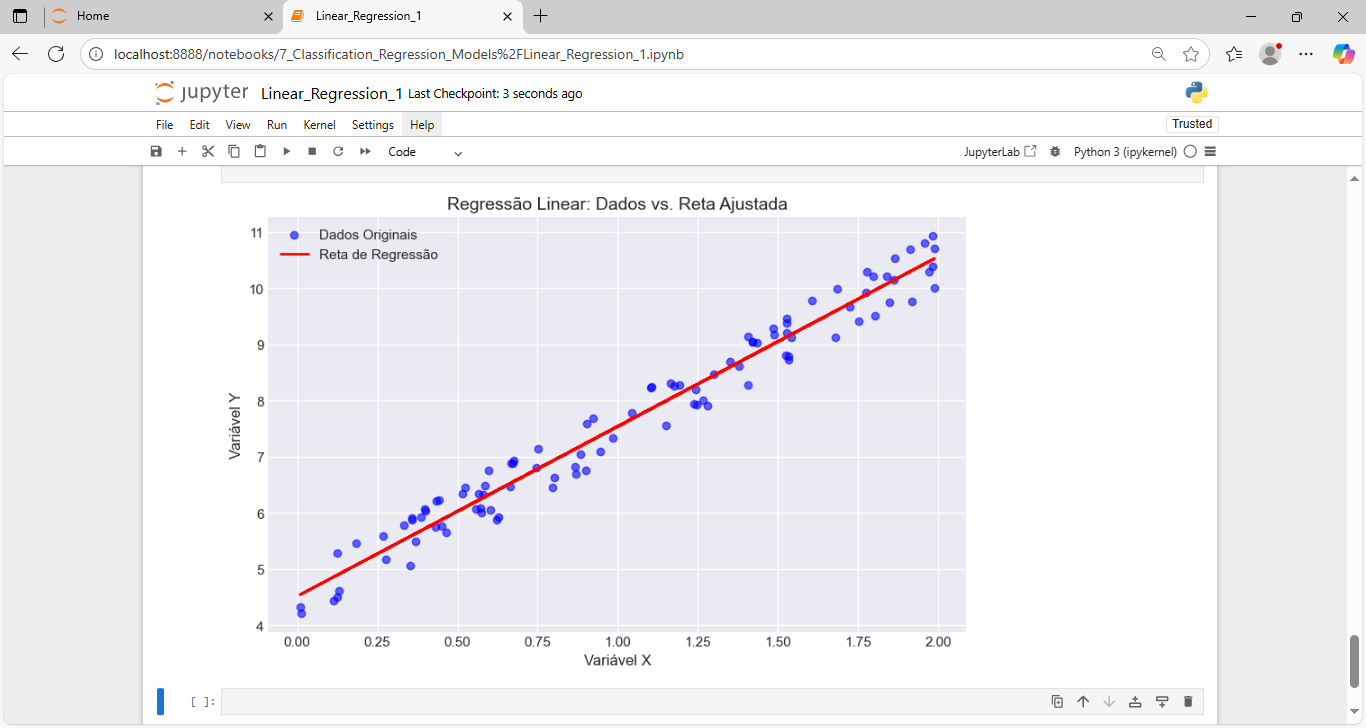 Home
Linear_Regression_1
localhost:8888/notebooks/7_Classification_Regression_Models%2FLinear_Regression_1.ipynb
jupyter Linear_Regression_1 Last Checkpoint: 3 seconds ago
File Edit View Run Kernel Settings Help
Trusted
Code
JupyterLab
Python 3 (ipykernel)
Regressão Linear: Dados vs. Reta Ajustada
Dados Originais
Reta de Regressão
11
10
9
8
7
6
5
4
Variável Y
0.00 0.25 0.50 0.75 1.00 1.25 1.50 1.75 2.00
Variável X
[ ]: